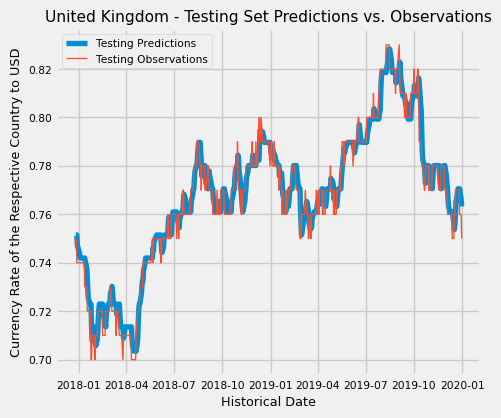 United Kingdom - Testing Set Predictions vs. Observations
Testing Predictions
Testing Observations
Currency Rate of the Respective Country to USD
0.82
0.80
0.78
0.76
0.74
0.72
0.70
2018-01 2018-04 2018-07 2018-10 2019-01 2019-04 2019-07 2019-10 2020-01
Historical Date